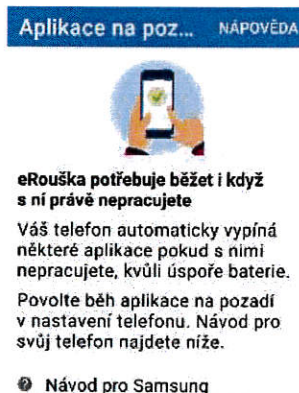 Aplikace na poz... NÁPOVĚDA
eRouška potřebuje běžet i když
s ní právě nepracujete
Váš telefon automaticky vypíná
některé aplikace pokud s nimi
nepracujete, kvůli úspoře baterie.
Povolte běh aplikace na pozadí
v nastavení telefonu. Návod pro
svůj telefon najdete níže.
Návod pro Samsung